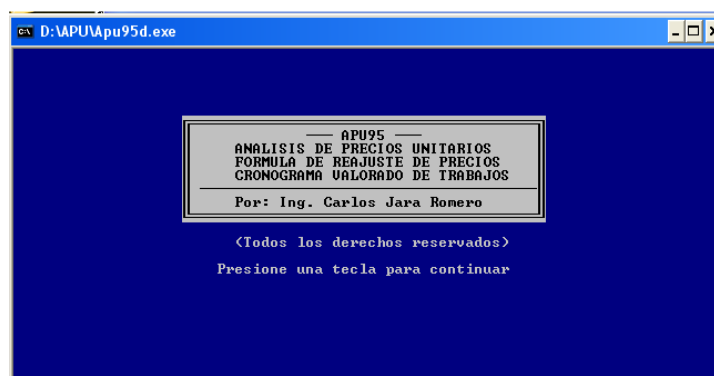 D:\APU\Apu95d.exe
APU95
ANALISIS DE PRECIOS UNITARIOS
FORMULA DE REAJUSTE DE PRECIOS
CRONOGRAMA VALORADO DE TRABAJOS
Por: Ing. Carlos Jara Romero
(Todos los derechos reservados)
Presione una tecla para continuar